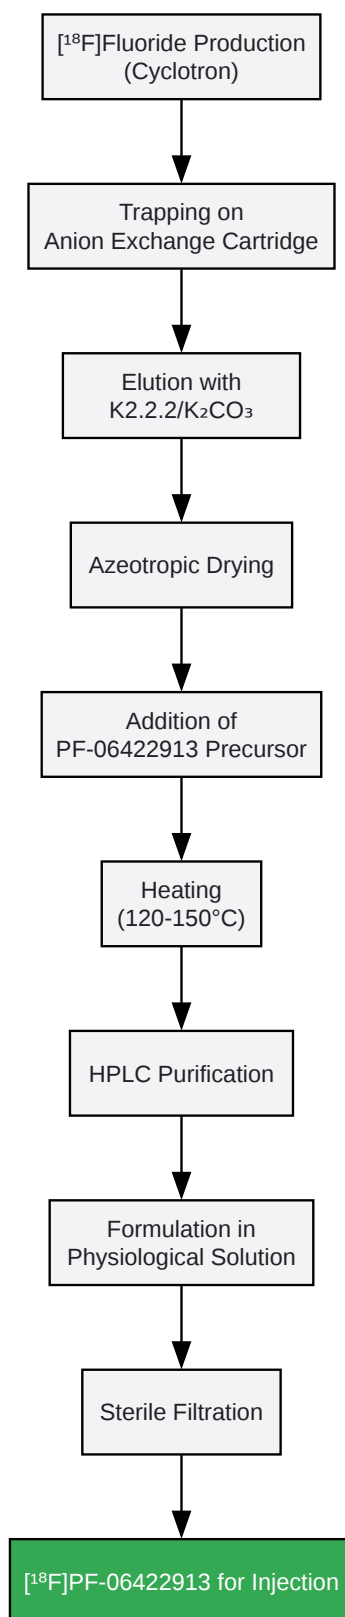 [¹⁸F]Fluoride Production
(Cyclotron)
Trapping on
Anion Exchange Cartridge
Elution with
K2.2.2/K₂CO₃
Azeotropic Drying
Addition of
PF-06422913 Precursor
Heating
(120-150°C)
HPLC Purification
Formulation in
Physiological Solution
Sterile Filtration
[¹⁸F]PF-06422913 for Injection